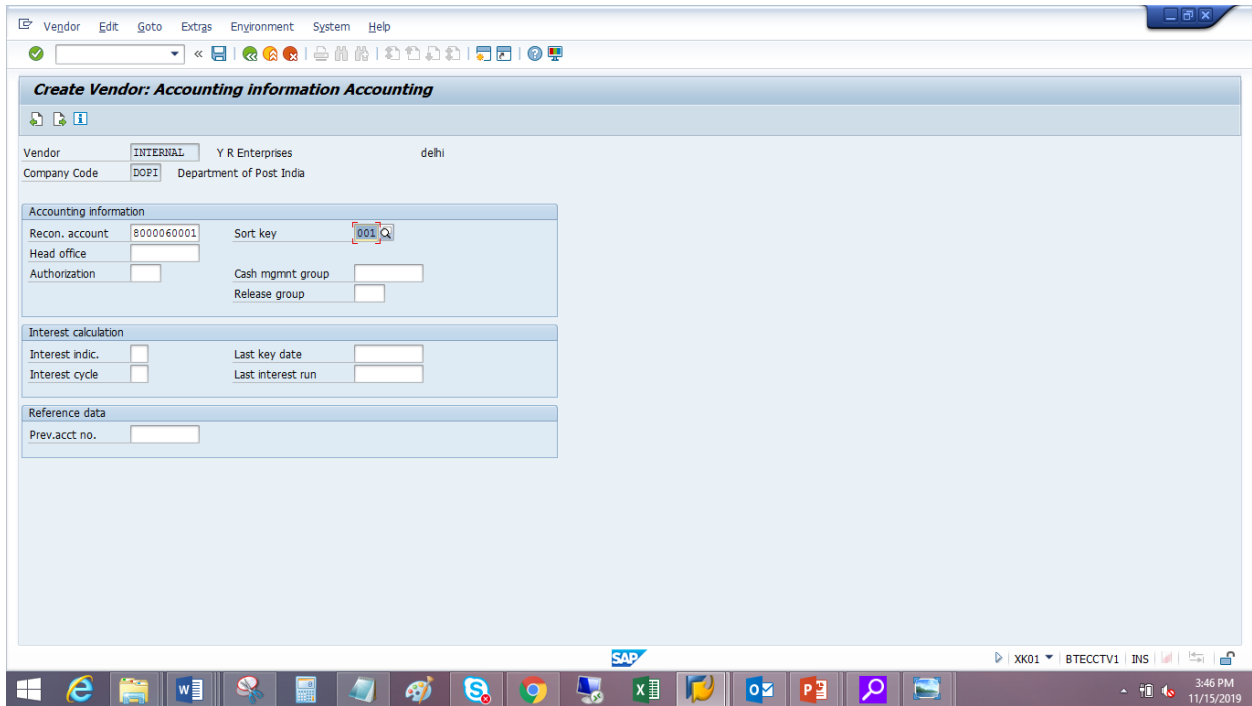 Vendor Edit Goto Extras Environment System Help
Create Vendor: Accounting information Accounting
Vendor INTERNAL Y R Enterprises delhi
Company Code DOPI Department of Post India
Accounting information
Recon. account 8000060001 Sort key 001
Head office
Authorization Cash mgmnt group
Release group
Interest calculation
Interest indic. Last key date
Interest cycle Last interest run
Reference data
Prev.acct no.
SAP XK01 BTECCTV1 INS
3:46 PM
11/15/2019